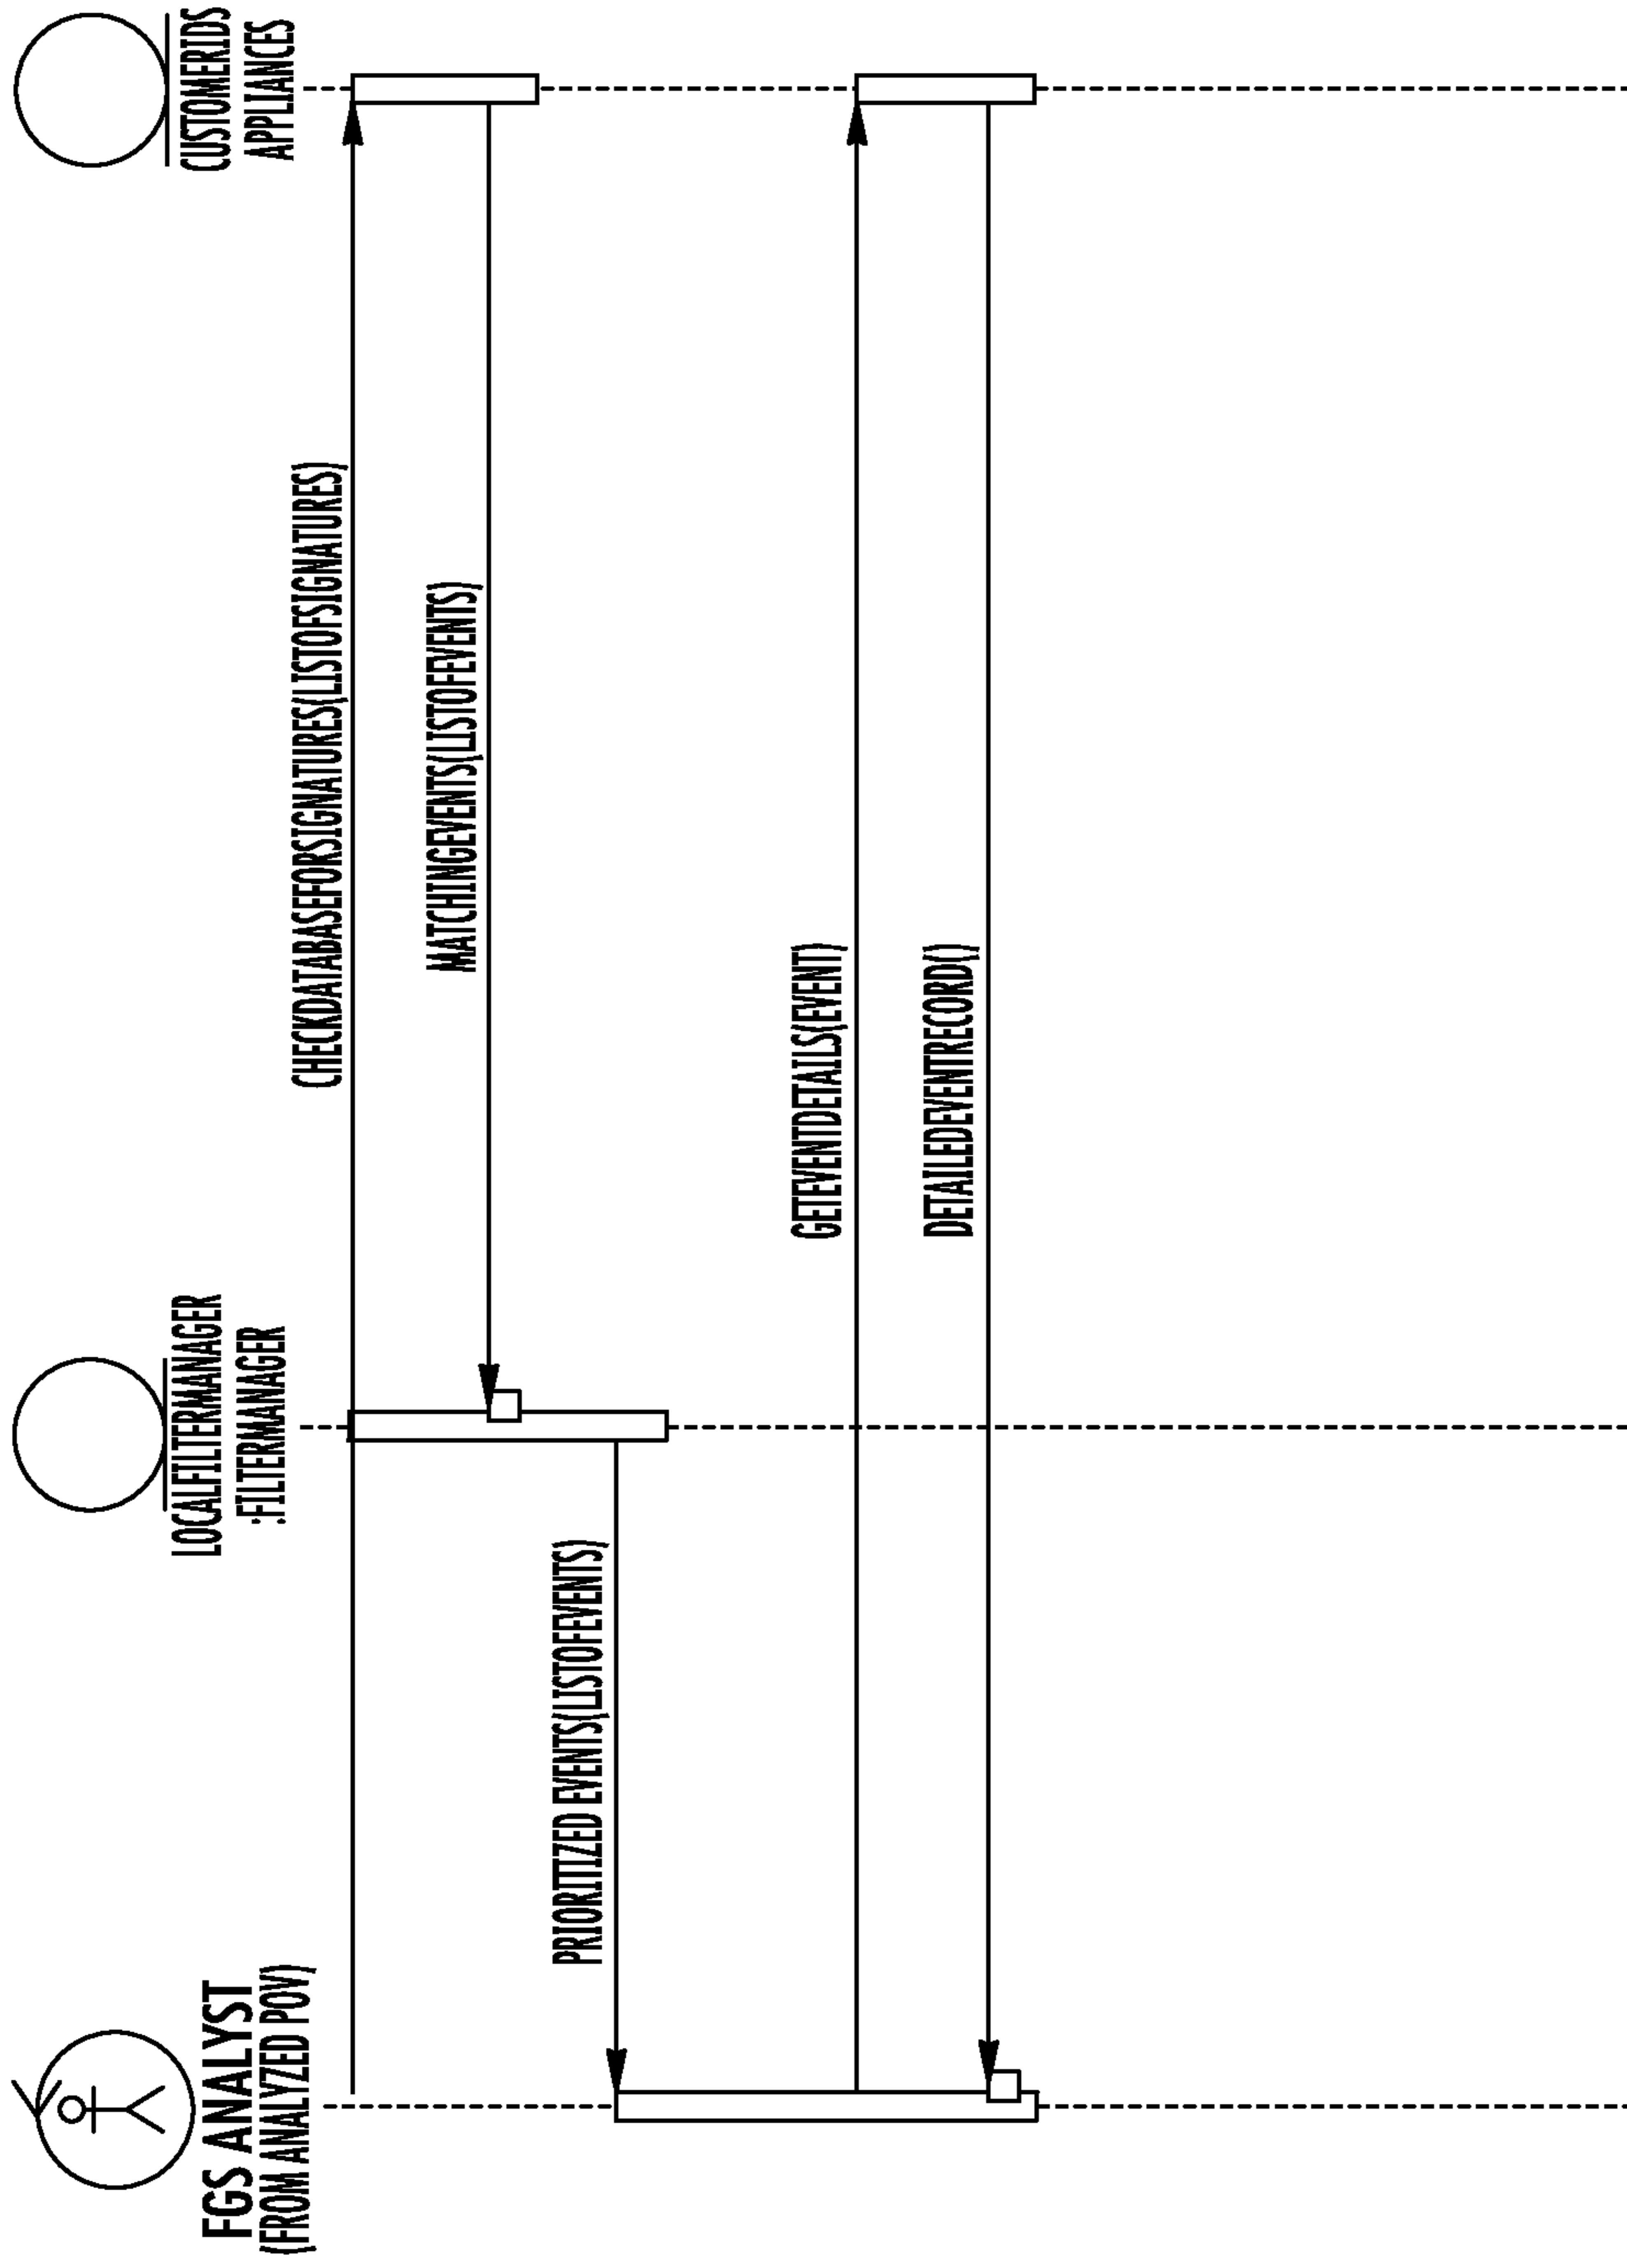 FGS ANALYST
(FROM ANALYZED POV)
LOCALFILTERMANAGER
:FILTERMANAGER
CUSTOMERIDS
APPLIANCES
CHECKDATABASEFORSIGNATURES(LISTOFSIGNATURES)
MATCHINGEVENTS(LISTOFEVENTS)
PRIORITIZED EVENTS(LISTOFEVENTS)
GETEVENTDETAILS(EVENT)
DETAILEDEVENTRECORD()